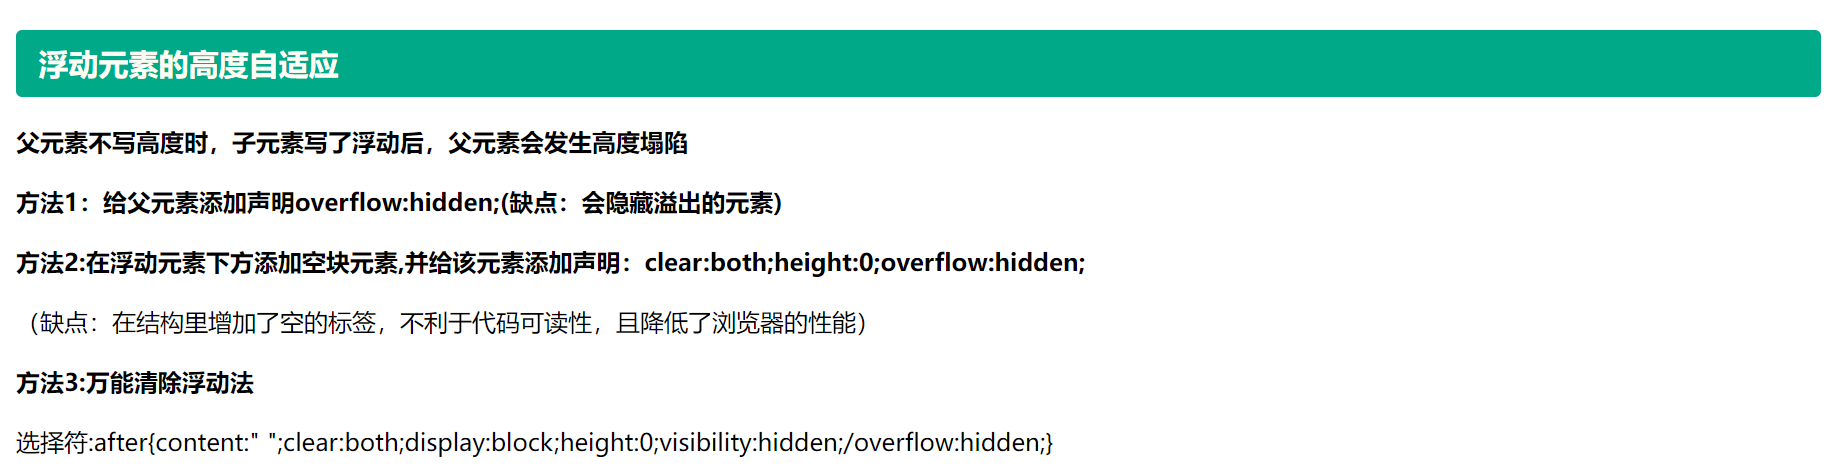 浮动元素的高度自适应
父元素不写高度时，子元素写了浮动后，父元素会发生高度塌陷
方法1：给父元素添加声明overflow:hidden;(缺点：会隐藏溢出的元素)
方法2:在浮动元素下方添加空块元素,并给该元素添加声明：clear:both;height:0;overflow:hidden;
（缺点：在结构里增加了空的标签，不利于代码可读性，且降低了浏览器的性能）
方法3:万能清除浮动法
选择符:after{content:" ";clear:both;display:block;height:0;visibility:hidden;/overflow:hidden;}